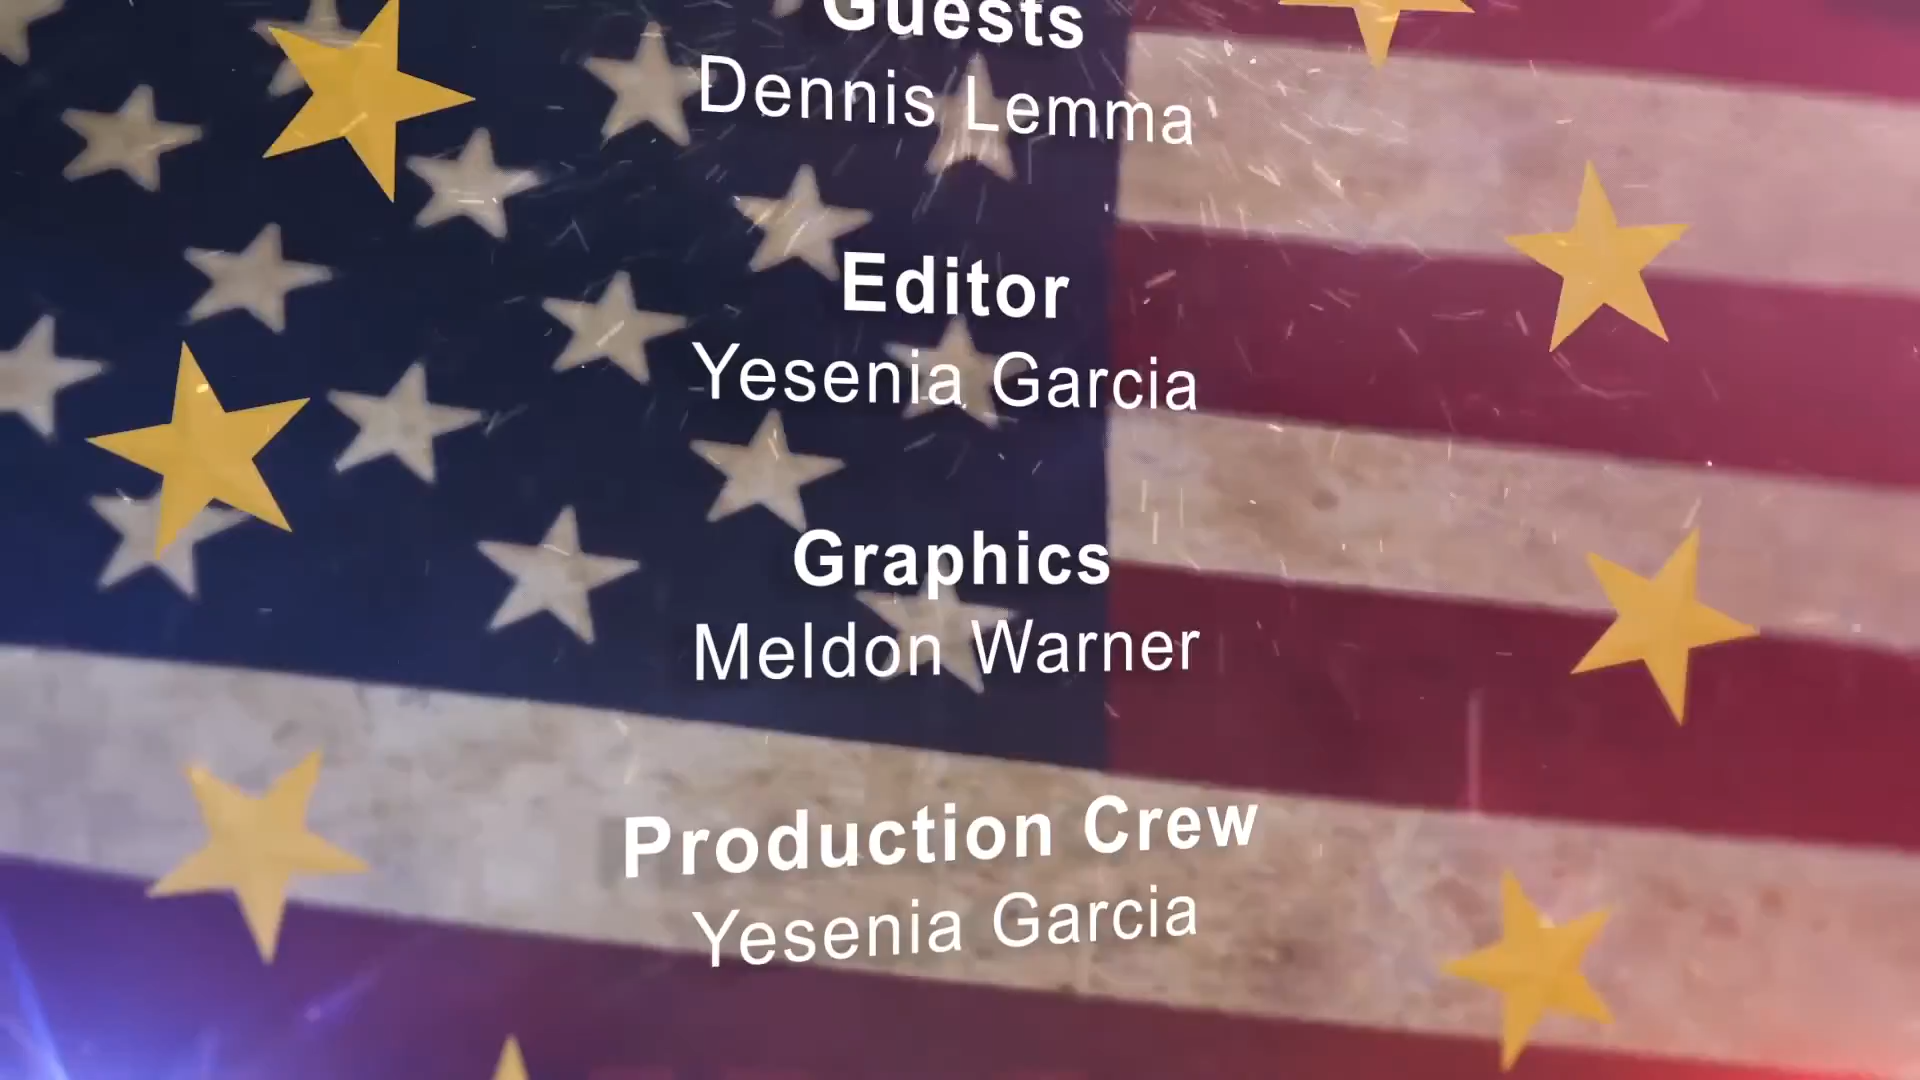 Guests
Dennis Lemma
Editor
Yesenia Garcia
Graphics
Meldon Warner
Production Crew
Yesenia Garcia